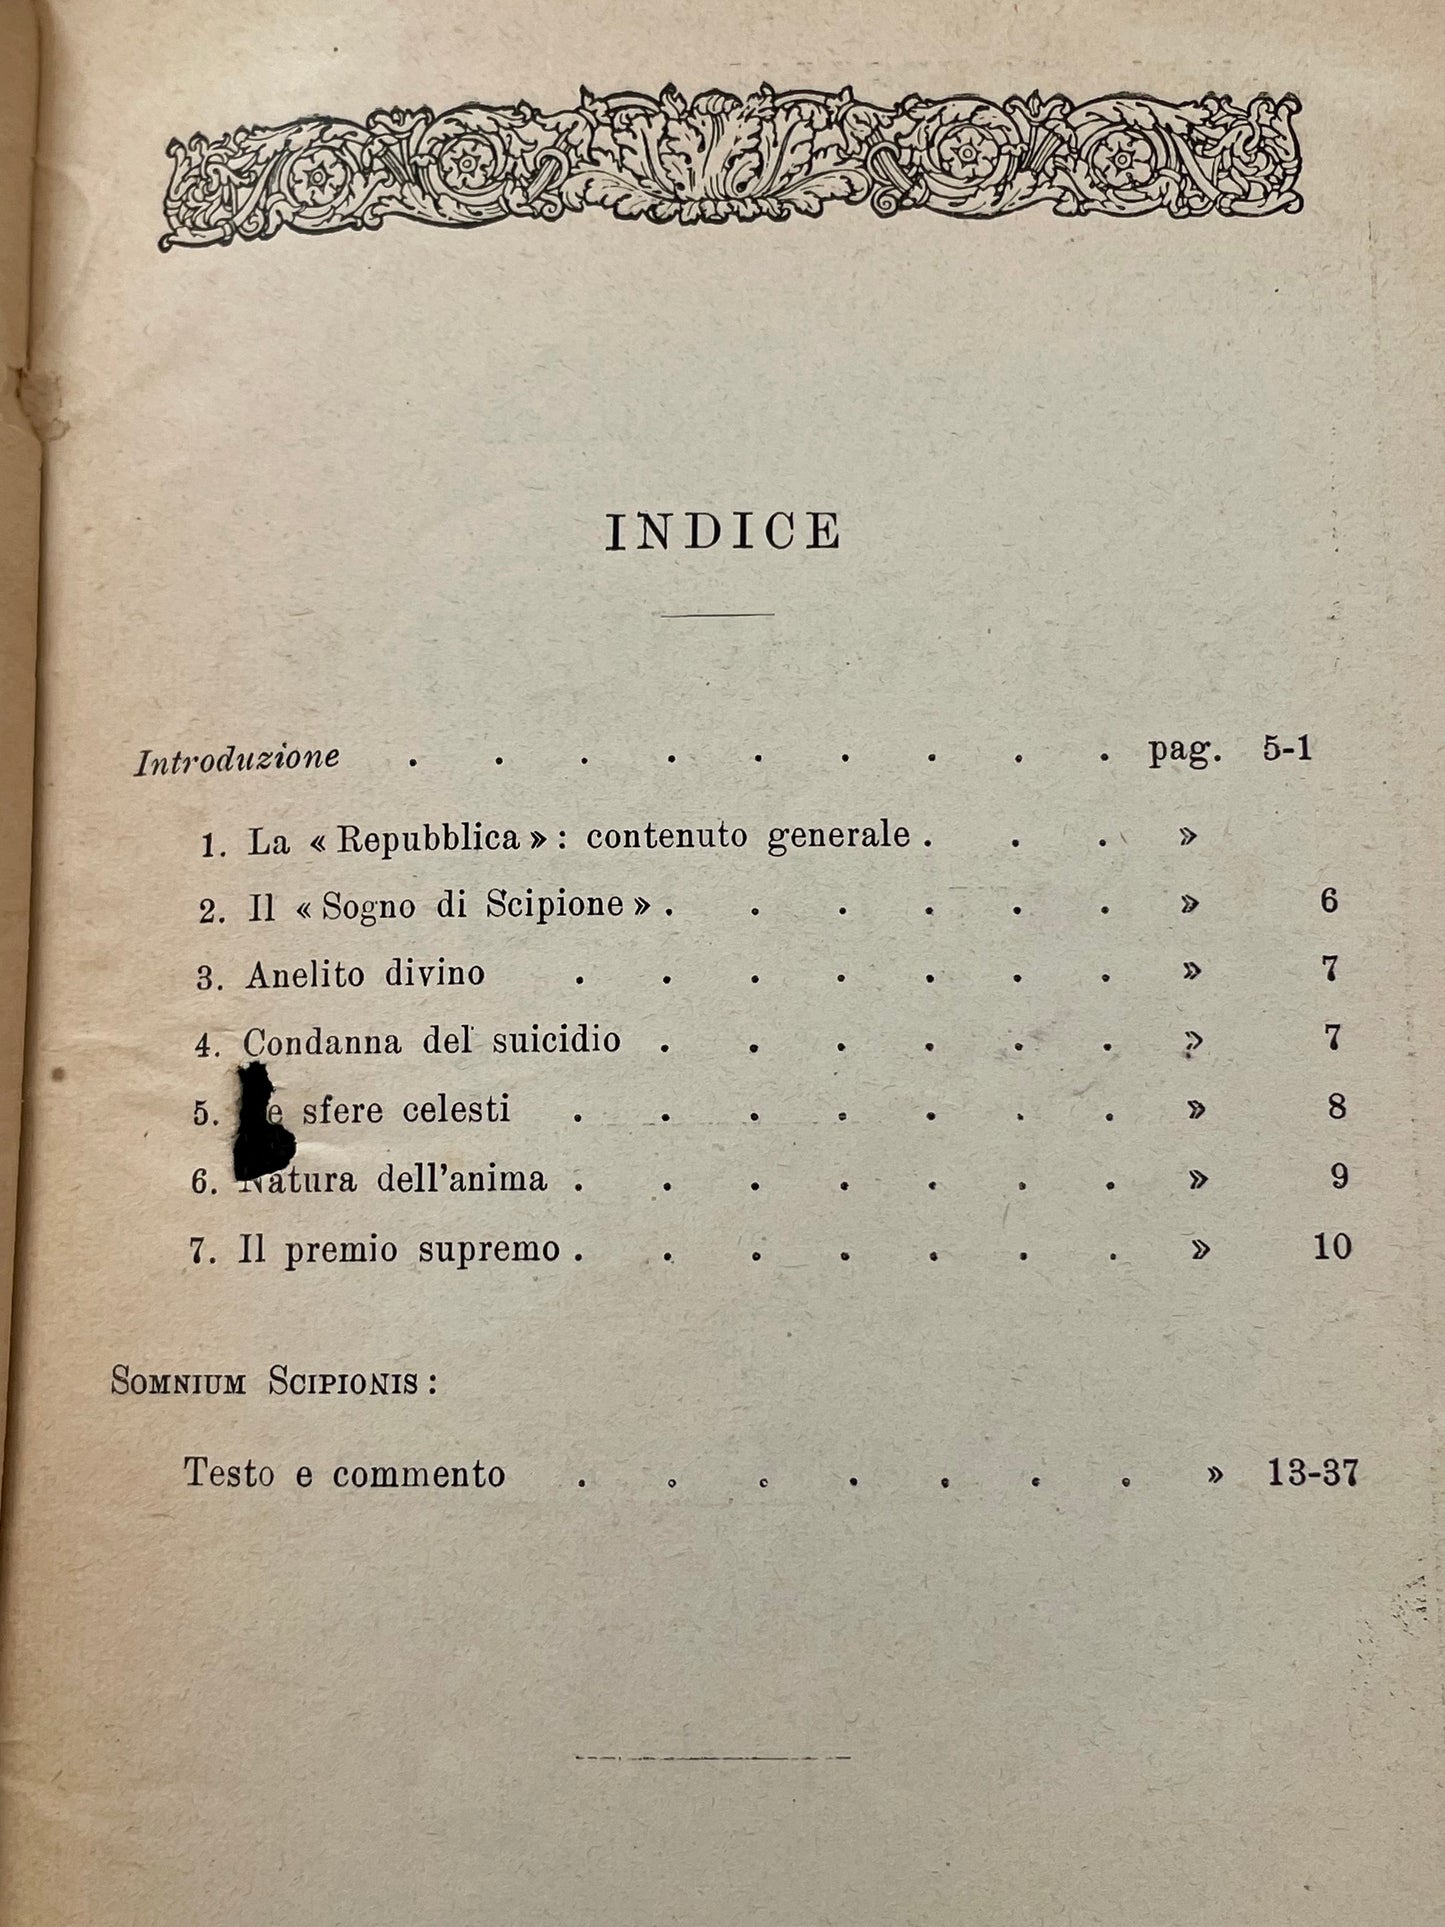 INDICE
Introduzione . . . . . . . . . pag. 5-1
1. La « Repubblica » : contenuto generale . . . »
2. Il « Sogno di Scipione » . . . . . . » 6
3. Anelito divino . . . . . . . » 7
4. Condanna del suicidio . . . . . . » 7
5. e sfere celesti . . . . . . . » 8
6. Natura dell'anima . . . . . . . » 9
7. Il premio supremo . . . . . . . » 10
SOMNIUM SCIPIONIS :
Testo e commento . . . . . . . » 13-37